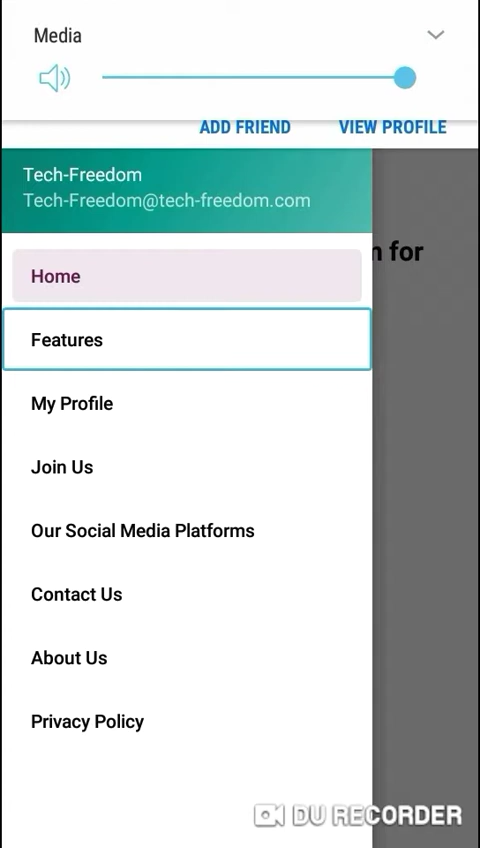 Media
ADD FRIEND VIEW PROFILE
Tech-Freedom
Tech-Freedom@tech-freedom.com
for
Home
Features
My Profile
Join Us
Our Social Media Platforms
Contact Us
About Us
Privacy Policy
DU RECORDER